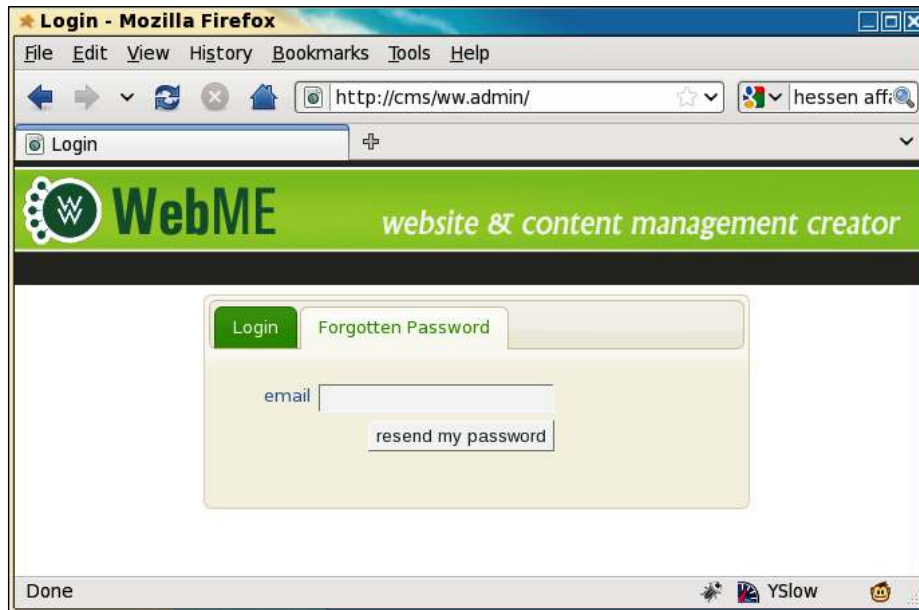 Login - Mozilla Firefox
File Edit View History Bookmarks Tools Help
http://cms/ww.admin/ hessen affa
Login
W WebME website & content management creator
Login Forgotten Password
email
resend my password
Done YSlow